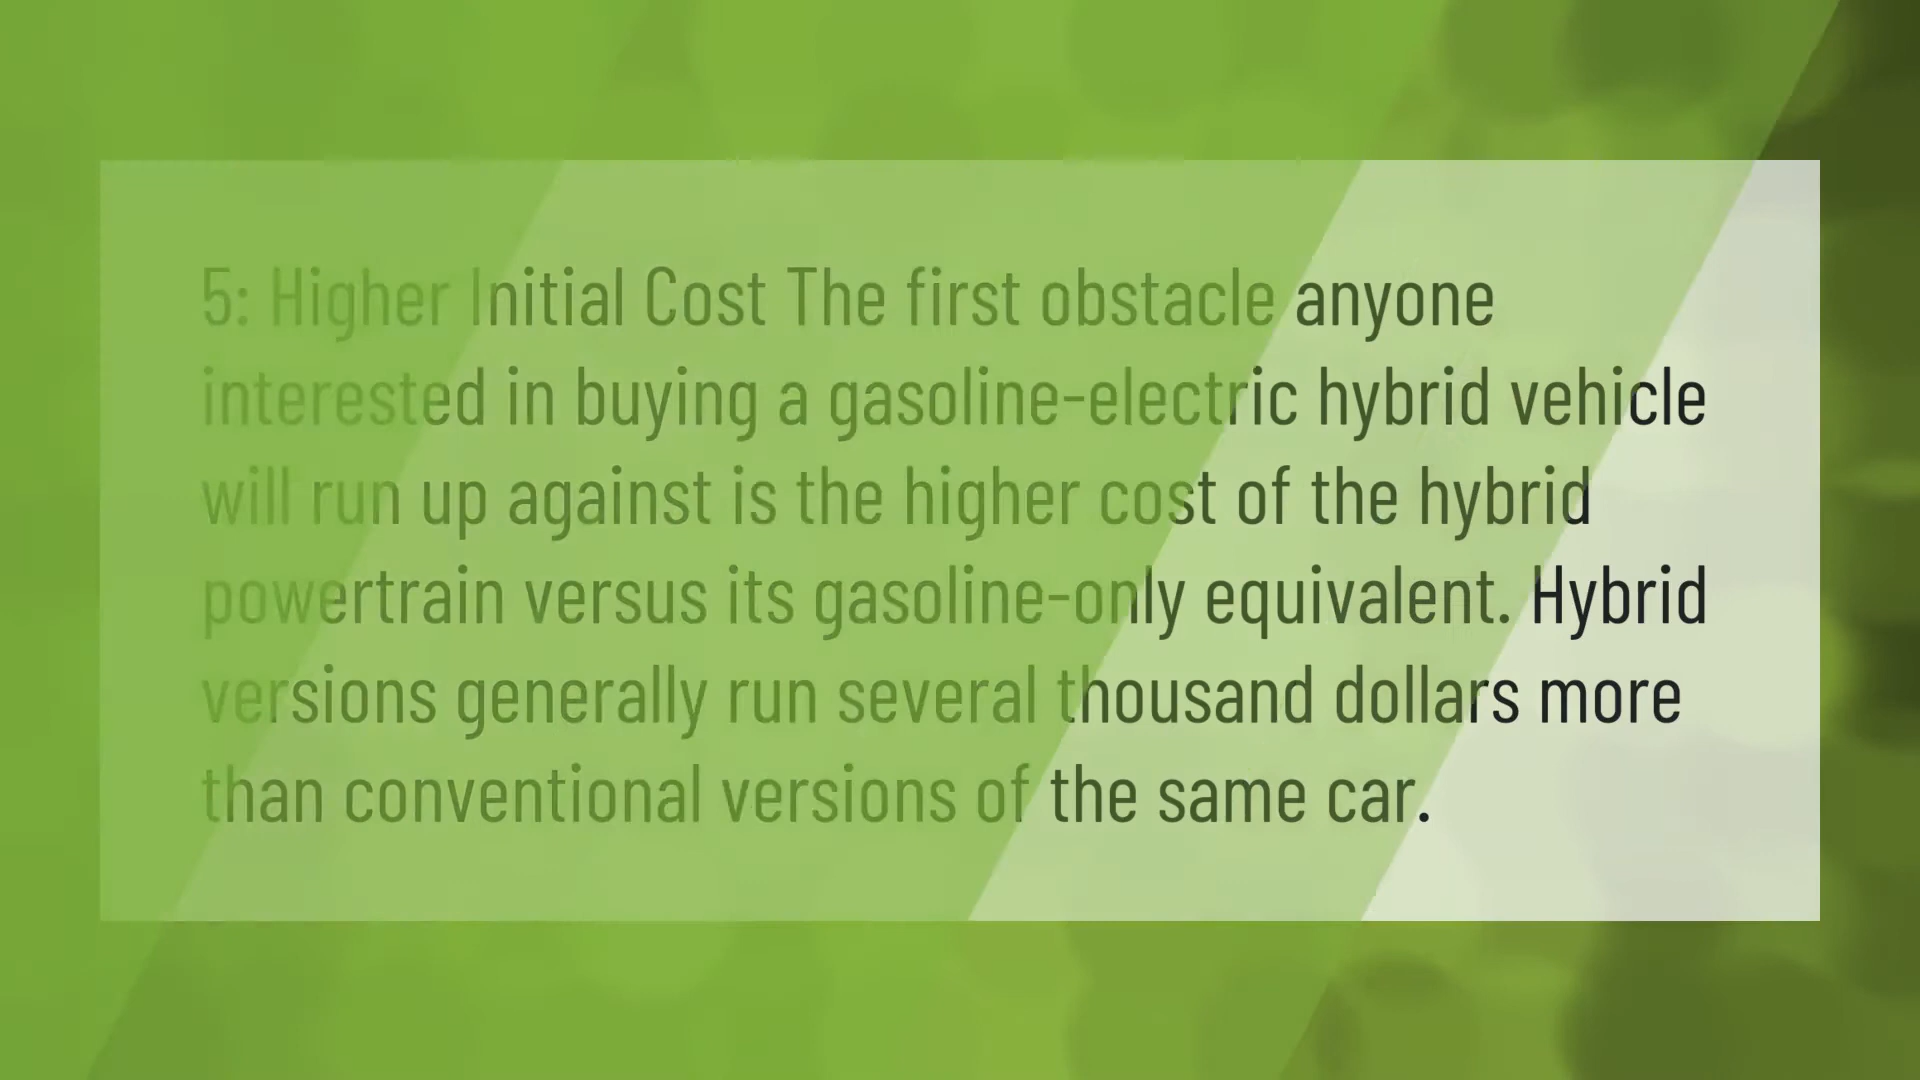 5: Higher Initial Cost The first obstacle anyone
interested in buying a gasoline-electric hybrid vehicle
will run up against is the higher cost of the hybrid
powertrain versus its gasoline-only equivalent. Hybrid
versions generally run several thousand dollars more
than conventional versions of the same car.